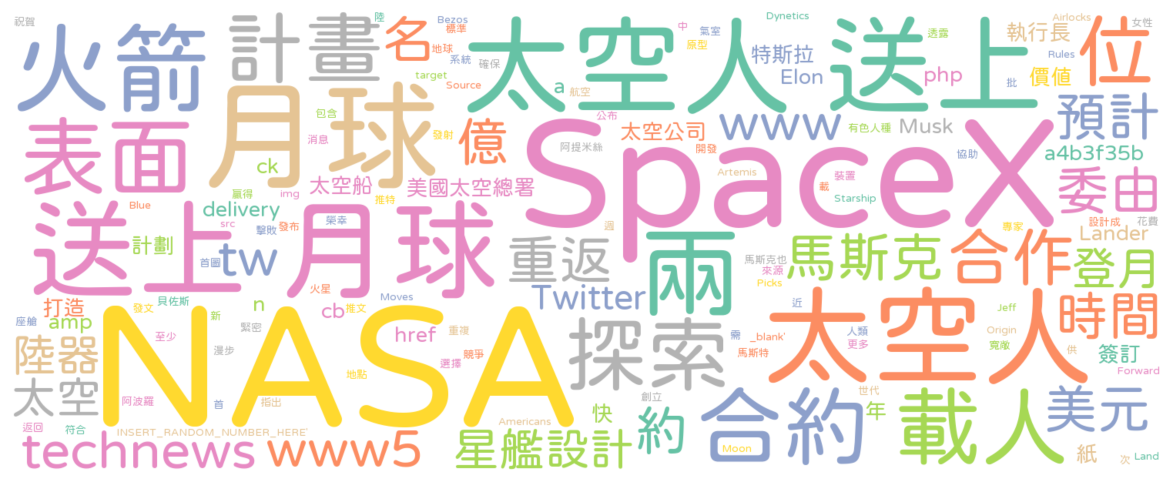 祝賀
火箭
計畫
陸
名
Bezos
標準
地球
系統
target
Source
確保
太空人送上
Dynetics
中
氣室
原型
特斯拉
Elon
透露
php
Airlocks
執行長
女性
Rules
批
價値
位
月球
包含
消息
發射
億
a
航空
公布
太空公司
阿提米絲
開發
www
有色人種
Musk
預計
協助
a4b3f35b
表面
ck
太空船
美國太空總署
贏得
img
推特
SpaceX
Artemis
裝置
載
Starship
委由
設計成
花費
Lander
送上月球
Blue
delivery
src
榮幸
發布
擊敗
計劃
首圖
tw
週
專家
重返
兩
馬斯克
馬斯克也
來源
Picks
合作
登月
火星
推文
Moves
Twitter
打造
發文
貝佐斯
新
n
座艙
amp
至少
緊密
cb
href
重複
近
太空人
Jeff
時間
NASA
漫步
選擇
競爭
探索
需
_blank'
馬斯特
人類
更多
Origin
寬敞
供
簽訂
Forward
陸器
太空
地點
阿波羅
首
指出
Americans
創立
世代
年
返回
符合
INSERT_RANDOM_NUMBER_HERE'
快
約
合約
Moon
載人
美元
technews
www5
星艦設計
紙
次
Land